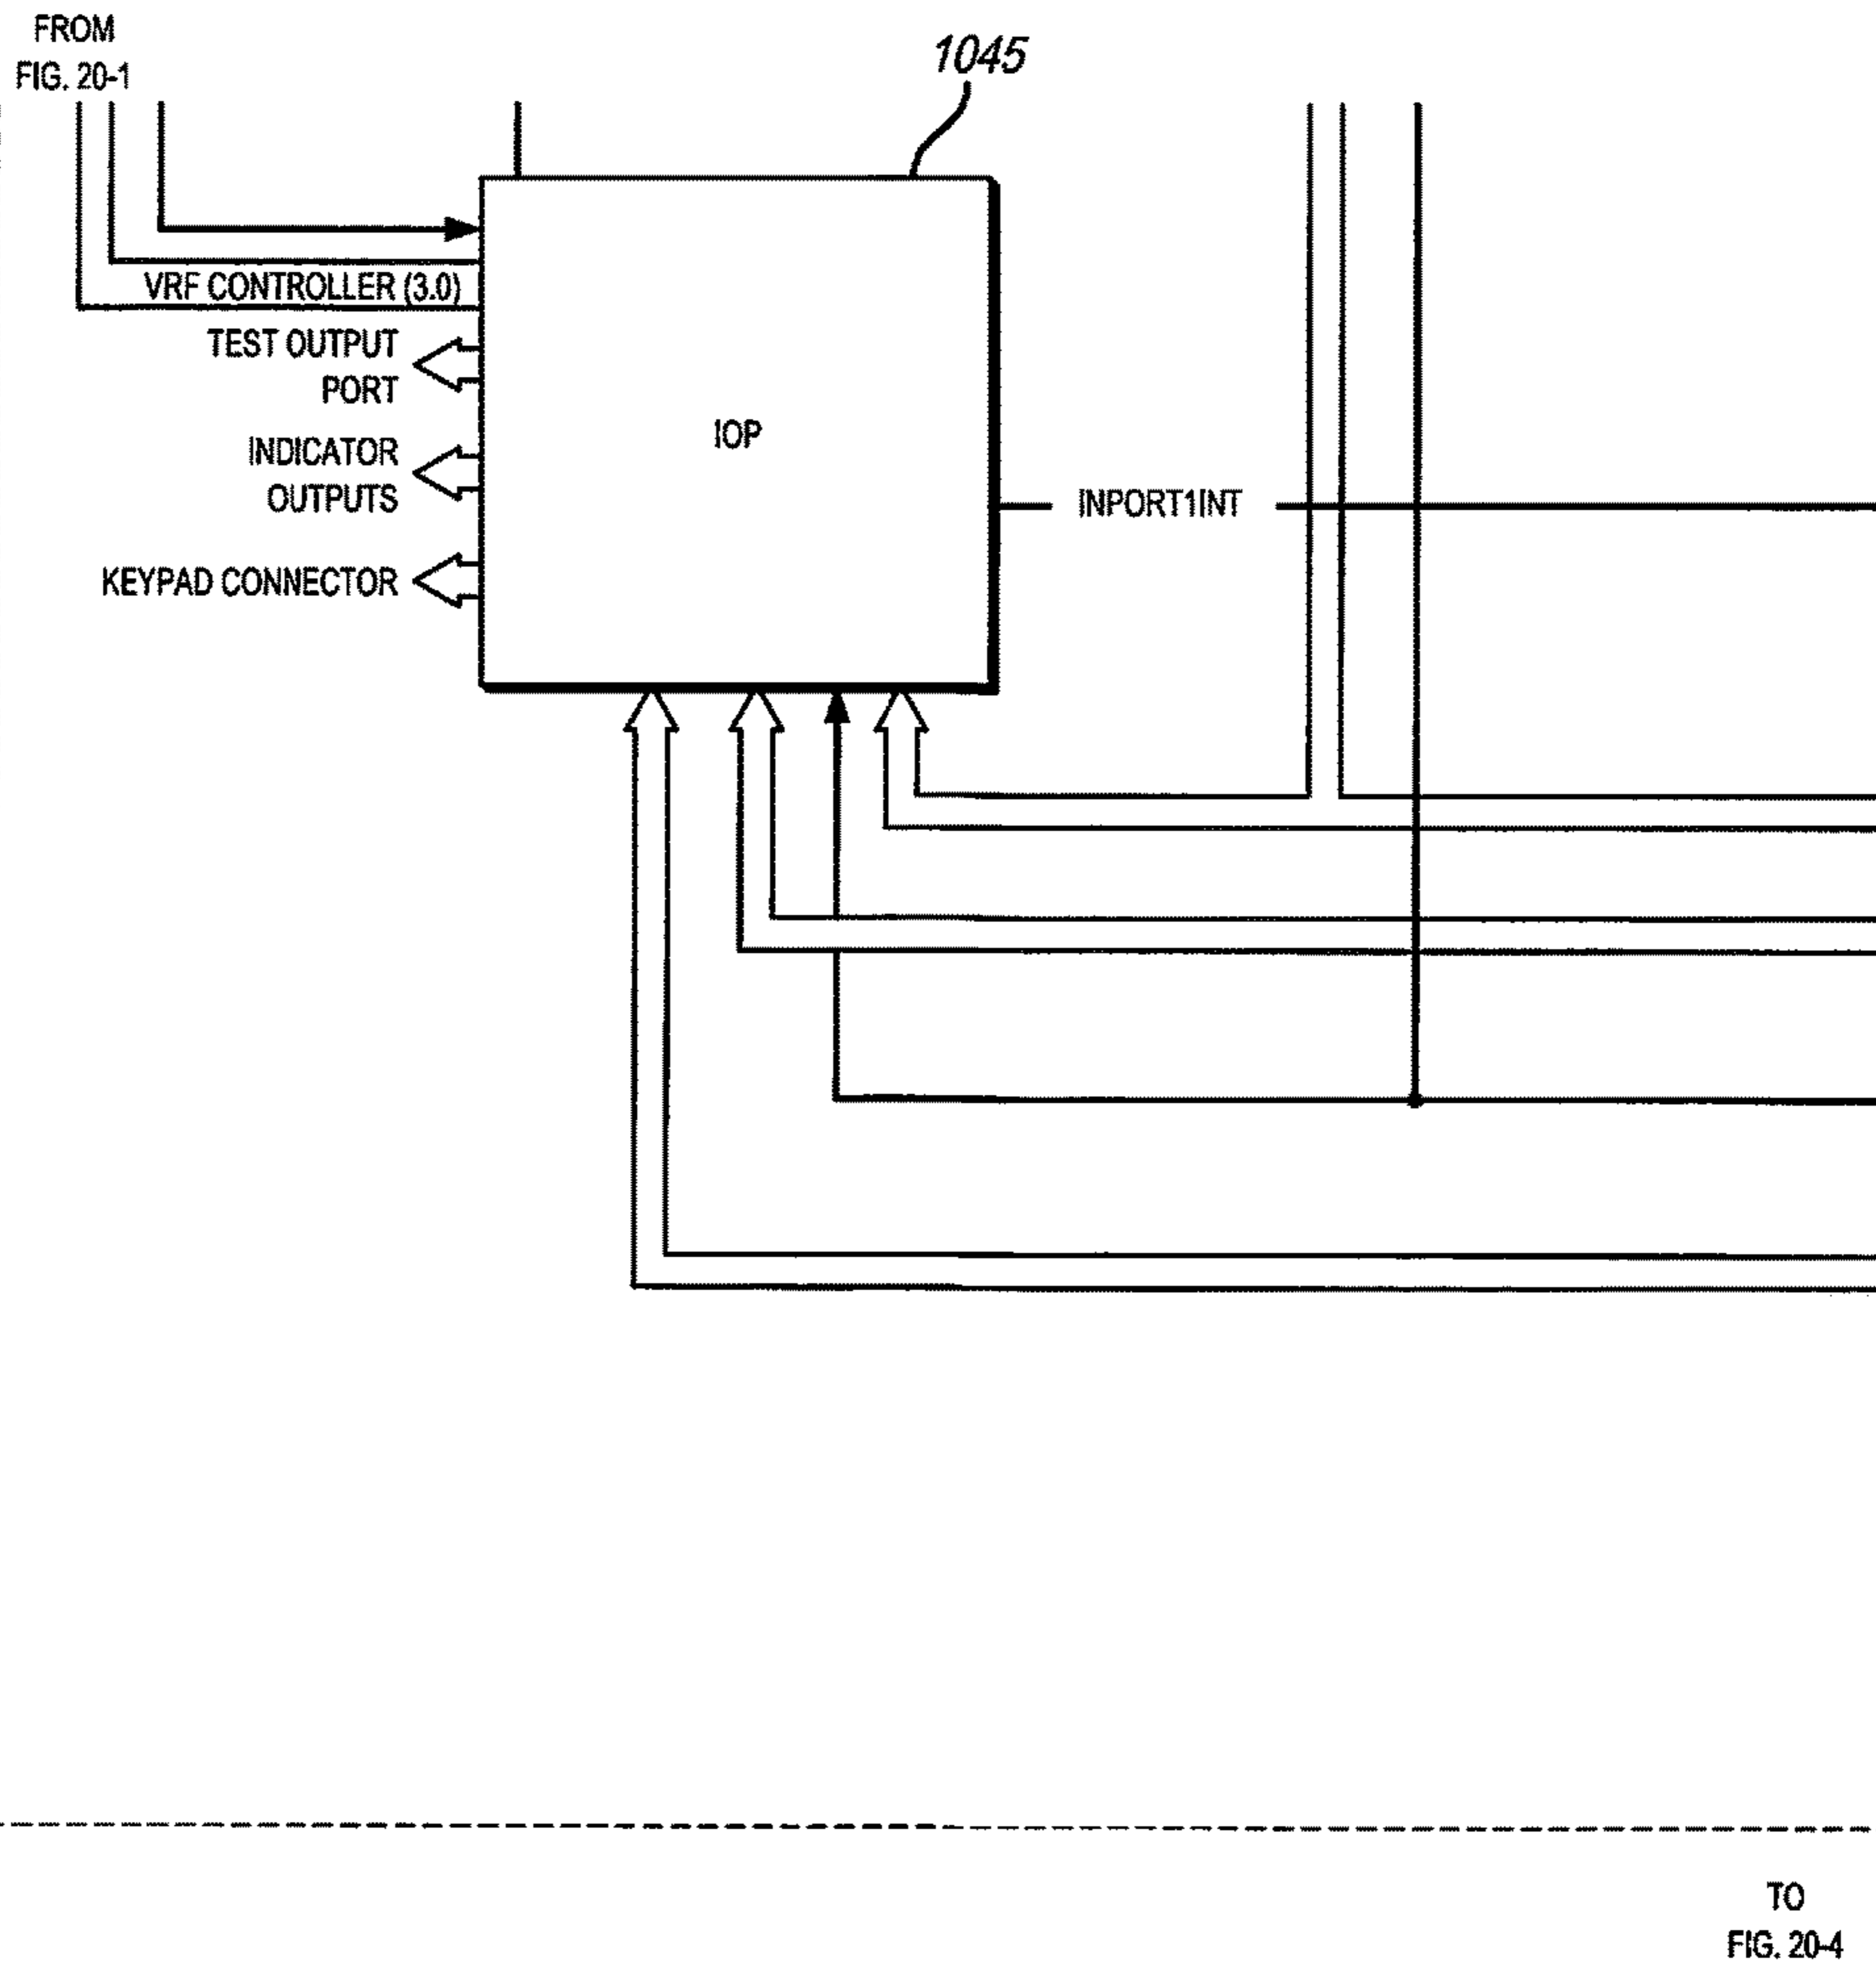 FROM
FIG. 20-1
1045
VRF CONTROLLER (3.0)
TEST OUTPUT
PORT
INDICATOR
OUTPUTS
KEYPAD CONNECTOR
IOP
INPORT1INT
TO
FIG. 20-4